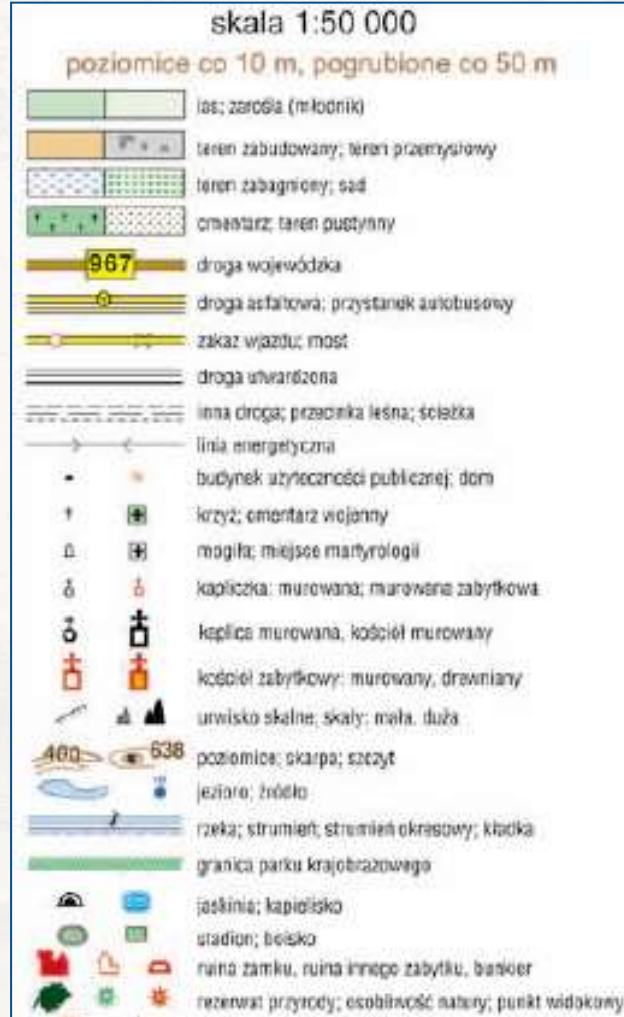 skala 1:50 000
poziomice co 10 m, pogrubione co 50 m
las; zarośla (młodnik)
teren zabudowany; teren przemysłowy
teren zabagniony; sad
cmentarz; teren pustynny
967 droga wojewódzka
droga asfaltowa; przystanek autobusowy
zakaz wjazdu; most
droga utwardzona
inna droga; przecinka leśna; ścieżka
linia energetyczna
budynek użyteczności publicznej; dom
krzyż; cmentarz wojenny
mogiła; miejsce martyrologii
kapliczka: murowana; murowana zabytkowa
kaplica murowana, kościół murowany
kościół zabytkowy: murowany, drewniany
urwisko skalne; skały: mała, duża
400 638 poziomice; skarpa; szczyt
jezioro; źródło
rzeka; strumień; strumień okresowy; kładka
granica parku krajobrazowego
jaskinia; kąpielisko
stadion; boisko
ruina zamku, ruina innego zabytku, bunkier
rezerwat przyrody; osobliwość natury; punkt widokowy